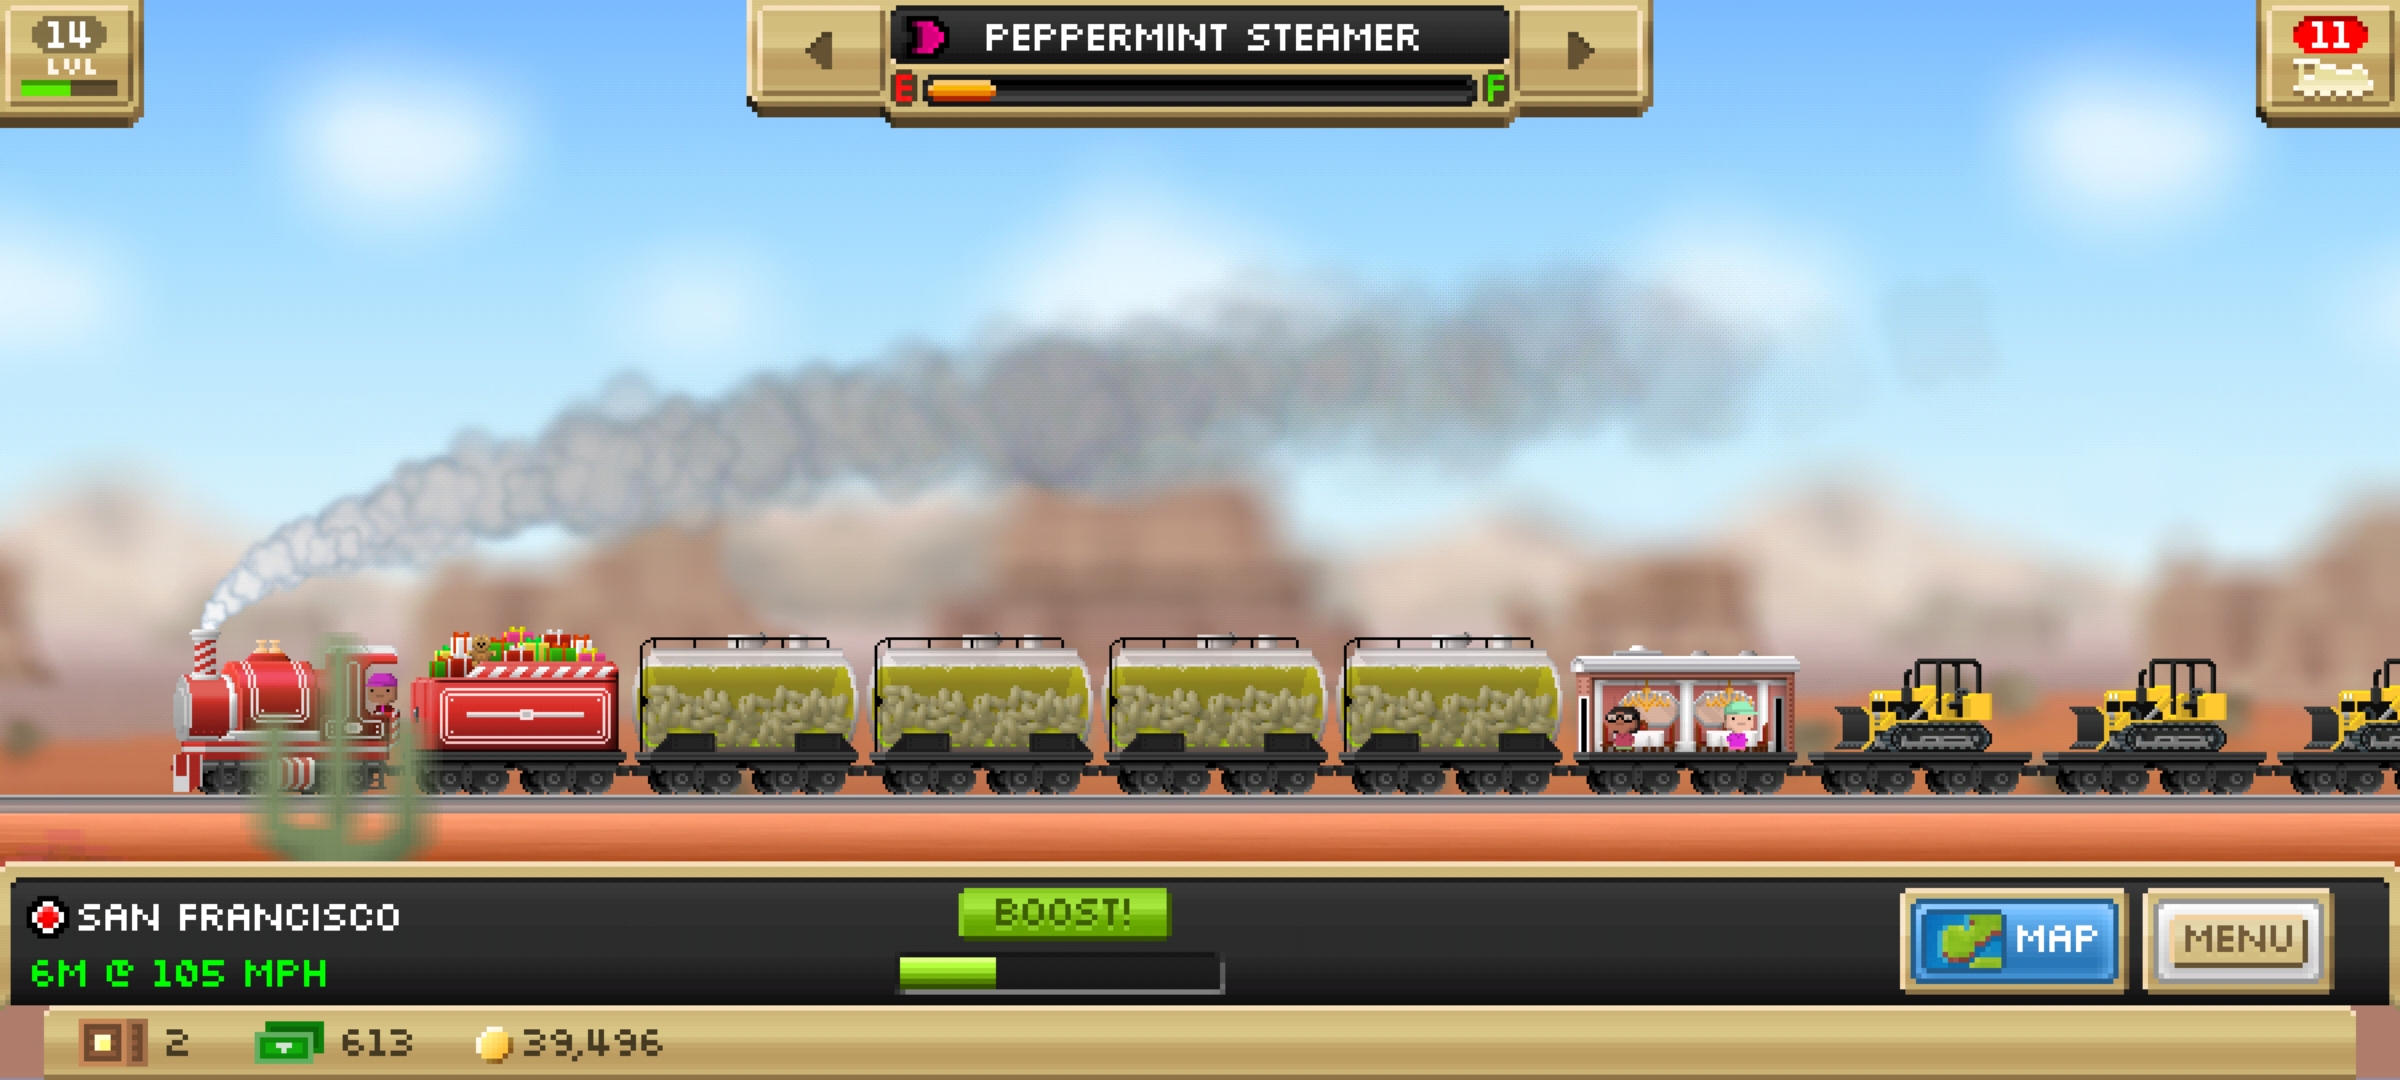 14
LVL
PEPPERMINT STEAMER
E F
11
SAN FRANCISCO
6M @ 105 MPH
BOOST!
MAP
MENU
2
613
39,496